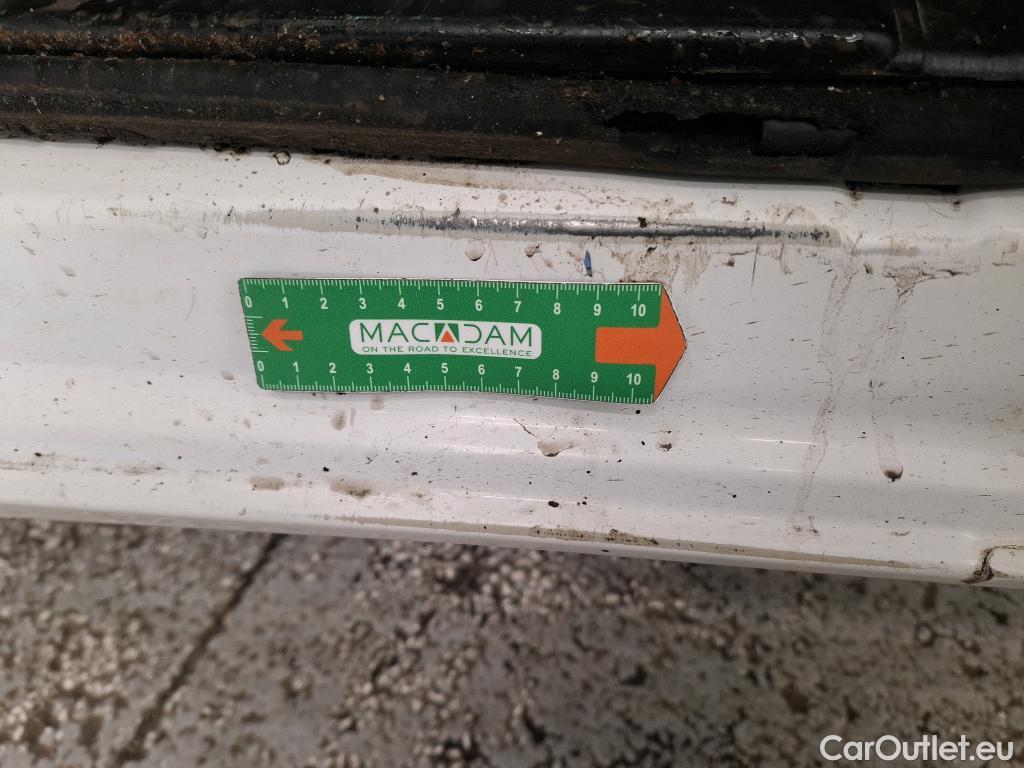 0 1 2 3 4 5 6 7 8 9 10
MACADAM
ON THE ROAD TO EXCELLENCE
0 1 2 3 4 5 6 7 8 9 10
CarOutlet.eu